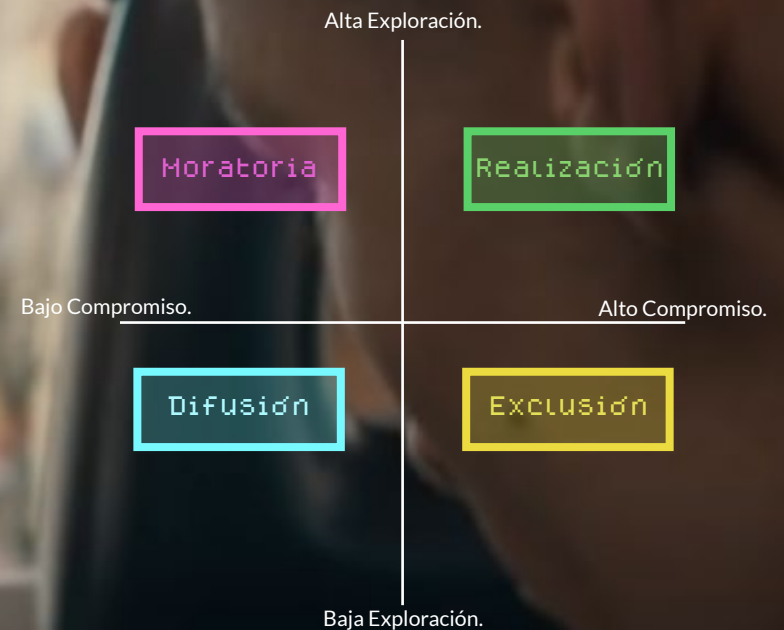 Alta Exploración.
Moratoria
Realización
Bajo Compromiso.
Alto Compromiso.
Difusión
Exclusión
Baja Exploración.